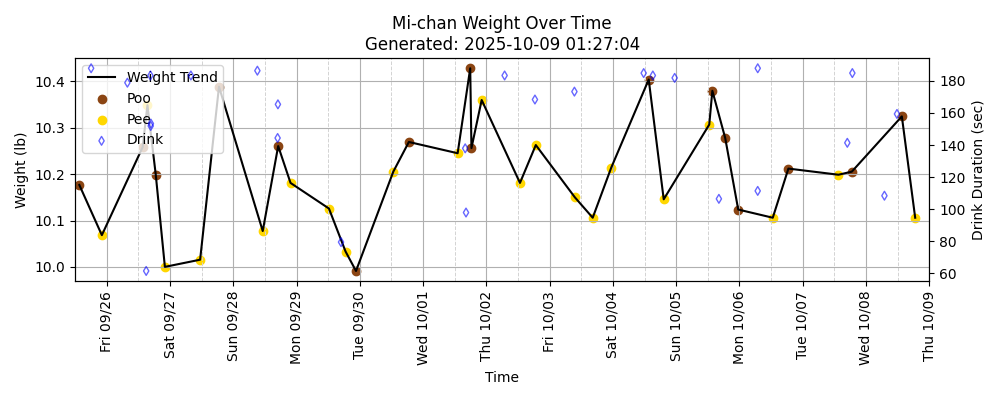 Mi-chan Weight Over Time
Generated: 2025-10-09 01:27:04
Weight (lb)
10.4
10.3
10.2
10.1
10.0
Weight Trend
Poo
Pee
Drink
180
160
140
120
100
80
60
Drink Duration (sec)
Fri 09/26
Sat 09/27
Sun 09/28
Mon 09/29
Tue 09/30
Wed 10/01
Thu 10/02
Fri 10/03
Sat 10/04
Sun 10/05
Mon 10/06
Tue 10/07
Wed 10/08
Thu 10/09
Time